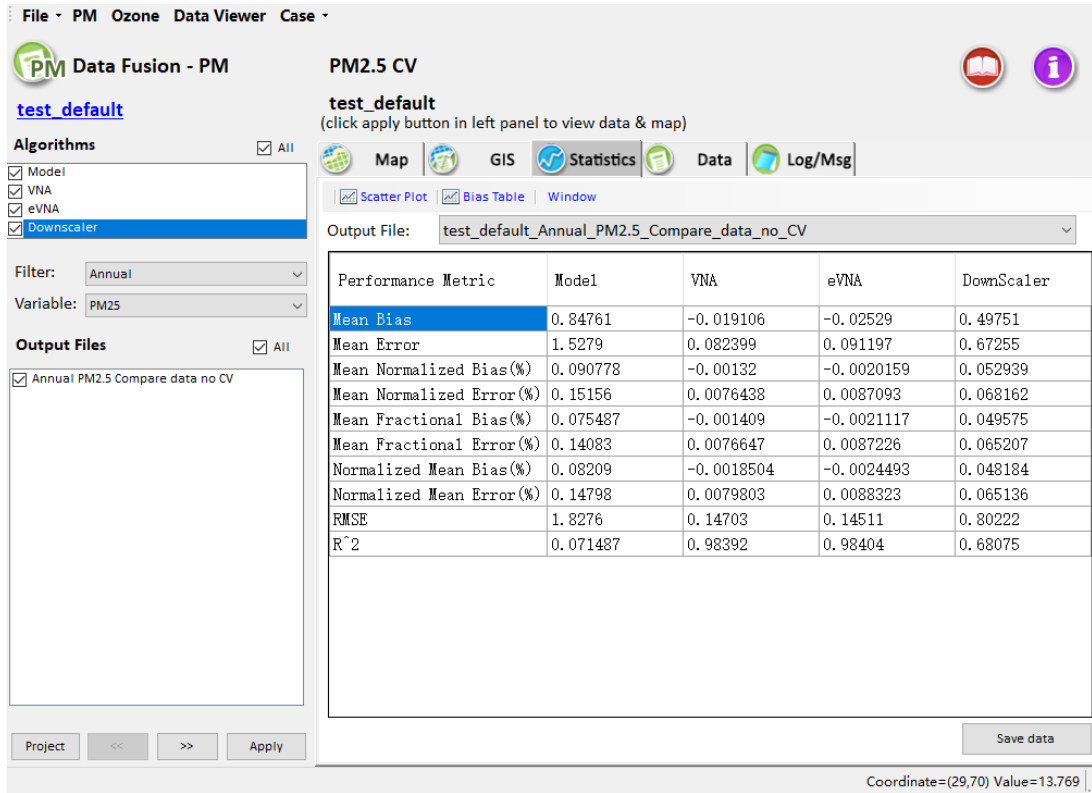 File PM Ozone Data Viewer Case
PM Data Fusion - PM
PM2.5 CV
test_default
test_default
(click apply button in left panel to view data & map)
Algorithms
All
Model
VNA
eVNA
Downscaler
Filter: Annual
Variable: PM25
Output Files
All
Annual PM2.5 Compare data no CV
Project << >> Apply
Map GIS Statistics Data Log/Msg
Scatter Plot Bias Table Window
Output File: test_default_Annual_PM2.5_Compare_data_no_CV
Performance Metric Model VNA eVNA DownScaler
Mean Bias 0.84761 -0.019106 -0.02529 0.49751
Mean Error 1.5279 0.082399 0.091197 0.67255
Mean Normalized Bias(%) 0.090778 -0.00132 -0.0020159 0.052939
Mean Normalized Error(%) 0.15156 0.0076438 0.0087093 0.068162
Mean Fractional Bias(%) 0.075487 -0.001409 -0.0021117 0.049575
Mean Fractional Error(%) 0.14083 0.0076647 0.0087226 0.065207
Normalized Mean Bias(%) 0.08209 -0.0018504 -0.0024493 0.048184
Normalized Mean Error(%) 0.14798 0.0079803 0.0088323 0.065136
RMSE 1.8276 0.14703 0.14511 0.80222
R^2 0.071487 0.98392 0.98404 0.68075
Save data
Coordinate=(29,70) Value=13.769